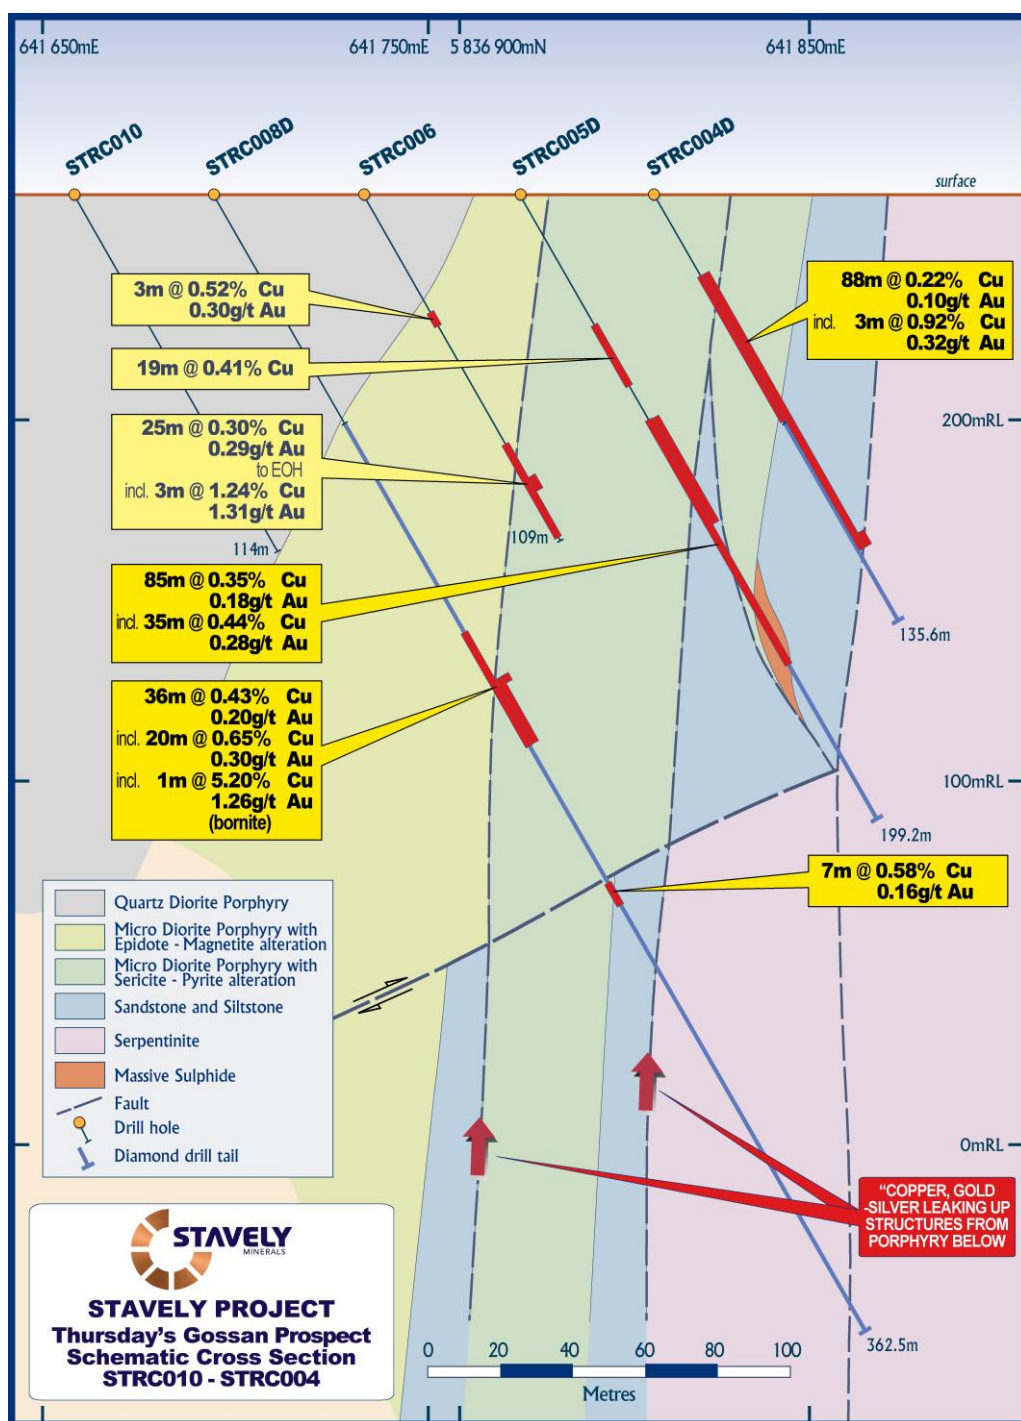 641 650mE
641 750mE
5 836 900mN
641 850mE
STRC010
STRC008D
STRC006
STRC005D
STRC004D
surface
3m @ 0.52% Cu
0.30g/t Au
88m @ 0.22% Cu
0.10g/t Au
incl. 3m @ 0.92% Cu
0.32g/t Au
19m @ 0.41% Cu
200mRL
25m @ 0.30% Cu
0.29g/t Au
to EOH
incl. 3m @ 1.24% Cu
1.31g/t Au
114m
109m
85m @ 0.35% Cu
0.18g/t Au
incl. 35m @ 0.44% Cu
0.28g/t Au
135.6m
36m @ 0.43% Cu
0.20g/t Au
incl. 20m @ 0.65% Cu
0.30g/t Au
incl. 1m @ 5.20% Cu
1.26g/t Au
(bornite)
100mRL
199.2m
7m @ 0.58% Cu
0.16g/t Au
Quartz Diorite Porphyry
Micro Diorite Porphyry with
Epidote - Magnetite alteration
Micro Diorite Porphyry with
Sericite - Pyrite alteration
Sandstone and Siltstone
Serpentinite
Massive Sulphide
Fault
Drill hole
Diamond drill tail
0mRL
"COPPER, GOLD
-SILVER LEAKING UP
STRUCTURES FROM
PORPHYRY BELOW
STAVELY
MINERALS
STAVELY PROJECT
Thursday's Gossan Prospect
Schematic Cross Section
STRC010 - STRC004
362.5m
0 20 40 60 80 100
Metres